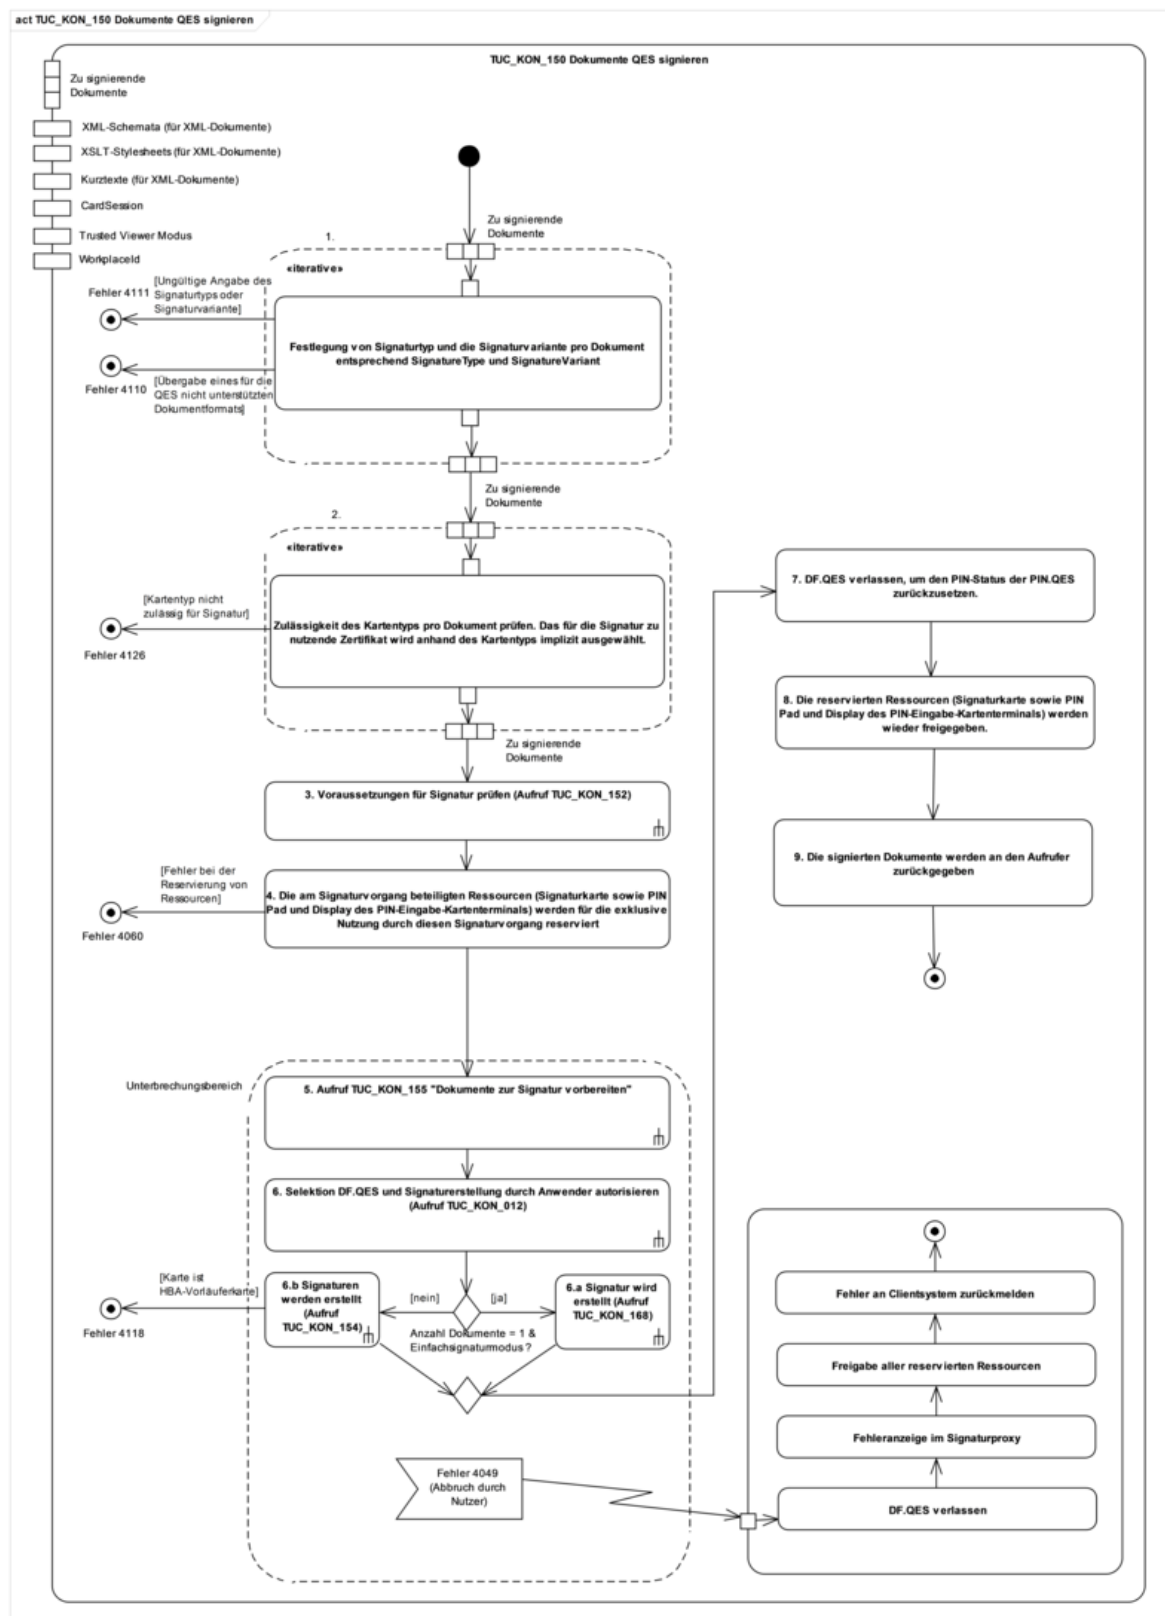 act TUC_KON_150 Dokumente QES signieren
TUC_KON_150 Dokumente QES signieren
Zu signierende
Dokumente
XML-Schemata (für XML-Dokumente)
XSLT-Stylesheets (für XML-Dokumente)
Kurztexte (für XML-Dokumente)
CardSession
Trusted Viewer Modus
WorkplaceId
Zu signierende
Dokumente
1.
«iterative»
Fehler 4111
[Ungültige Angabe des
Signaturtyps oder
Signaturvariante]
Festlegung von Signaturtyp und die Signaturvariante pro Dokument
entsprechend SignatureType und SignatureVariant
Fehler 4110
[Übergabe eines für die
QES nicht unterstützten
Dokumentformats]
Zu signierende
Dokumente
2.
«iterative»
[Kartentyp nicht
zulässig für Signatur]
Fehler 4126
Zulässigkeit des Kartentyps pro Dokument prüfen. Das für die Signatur zu
nutzende Zertifikat wird anhand des Kartentyps implizit ausgewählt.
Zu signierende
Dokumente
3. Voraussetzungen für Signatur prüfen (Aufruf TUC_KON_152)
[Fehler bei der
Reservierung von
Ressourcen]
Fehler 4060
4. Die am Signaturvorgang beteiligten Ressourcen (Signaturkarte sowie PIN
Pad und Display des PIN-Eingabe-Kartenterminals) werden für die exklusive
Nutzung durch diesen Signaturvorgang reserviert
Unterbrechungsbereich
5. Aufruf TUC_KON_155 "Dokumente zur Signatur vorbereiten"
6. Selektion DF.QES und Signaturerstellung durch Anwender autorisieren
(Aufruf TUC_KON_012)
[Karte ist
HBA-Vorläuferkarte]
Fehler 4118
6.b Signaturen
werden erstellt
(Aufruf
TUC_KON_154)
[nein]
[ja]
6.a Signatur wird
erstellt (Aufruf
TUC_KON_168)
Anzahl Dokumente = 1 &
Einfachsignaturmodus ?
Fehler 4049
(Abbruch durch
Nutzer)
7. DF.QES verlassen, um den PIN-Status der PIN.QES
zurückzusetzen.
8. Die reservierten Ressourcen (Signaturkarte sowie PIN
Pad und Display des PIN-Eingabe-Kartenterminals) werden
wieder freigegeben.
9. Die signierten Dokumente werden an den Aufrufer
zurückgegeben
Fehler an Clientsystem zurückmelden
Freigabe aller reservierten Ressourcen
Fehleranzeige im Signaturproxy
DF.QES verlassen